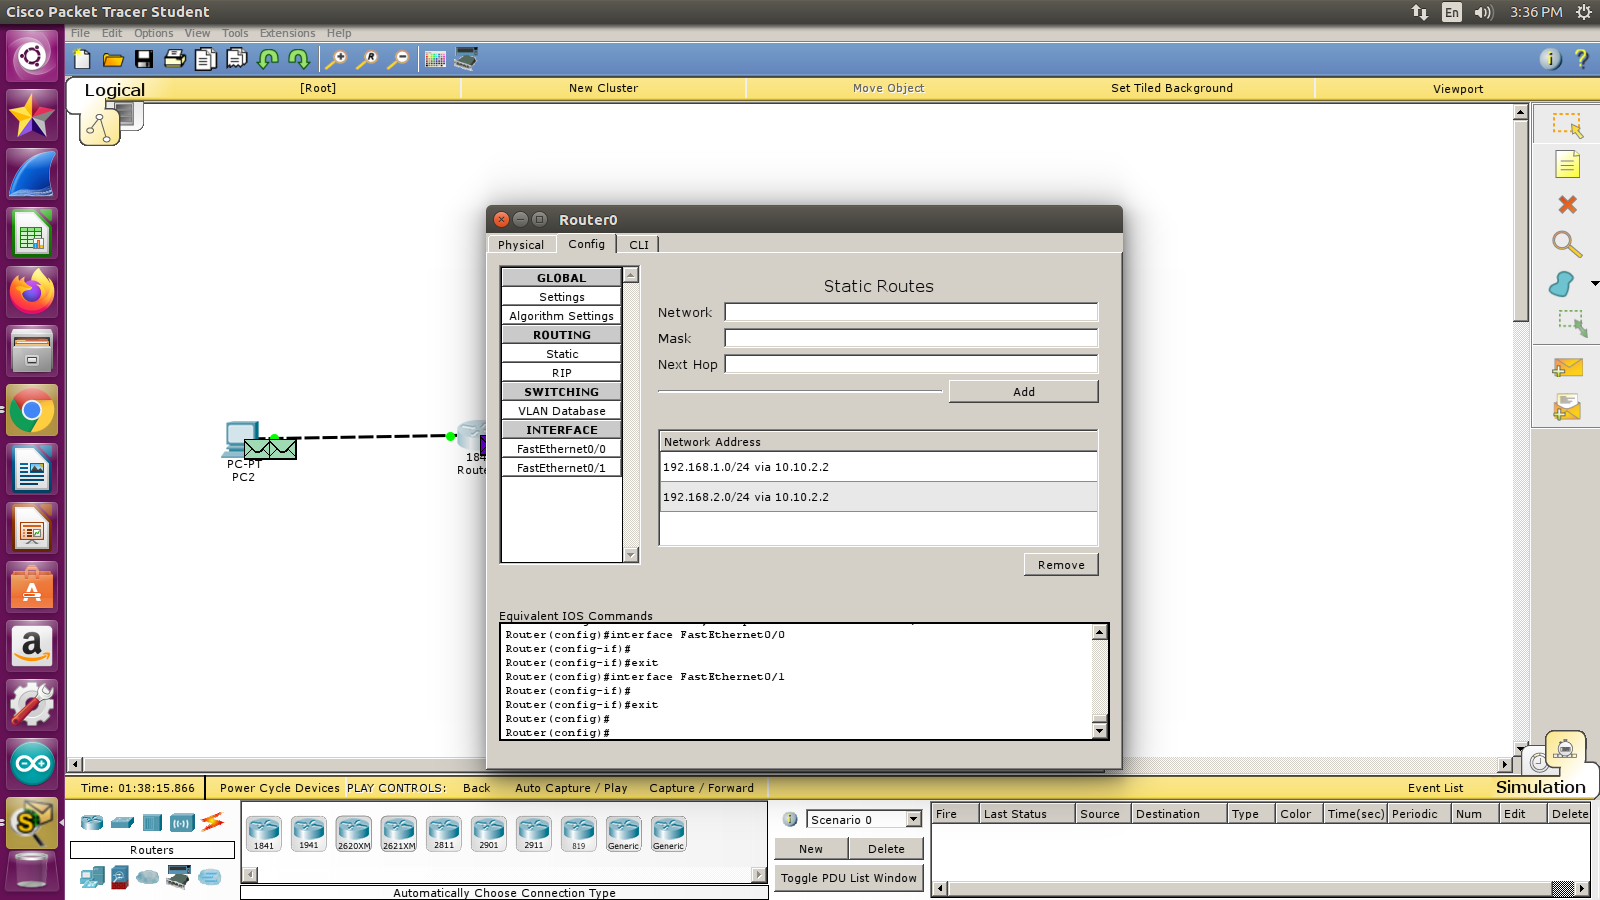 Cisco Packet Tracer Student
En
3:36 PM
File Edit Options View Tools Extensions Help
Logical
[Root]
New Cluster
Move Object
Set Tiled Background
Viewport
Router0
Physical Config CLI
GLOBAL
Settings
Algorithm Settings
ROUTING
Static
RIP
SWITCHING
VLAN Database
INTERFACE
FastEthernet0/0
FastEthernet0/1
Static Routes
Network
Mask
Next Hop
Add
Network Address
192.168.1.0/24 via 10.10.2.2
192.168.2.0/24 via 10.10.2.2
Remove
PC-PT
PC2
184
Route
Equivalent IOS Commands
Router(config)#interface FastEthernet0/0
Router(config-if)#
Router(config-if)#exit
Router(config)#interface FastEthernet0/1
Router(config-if)#
Router(config-if)#exit
Router(config)#
Router(config)#
Time: 01:38:15.866
Power Cycle Devices
PLAY CONTROLS:
Back
Auto Capture / Play
Capture / Forward
Event List
Simulation
Routers
1841 1941 2620XM 2621XM 2811 2901 2911 819 Generic Generic
Automatically Choose Connection Type
Scenario 0
New
Delete
Toggle PDU List Window
Fire Last Status Source Destination Type Color Time(sec) Periodic Num Edit Delete